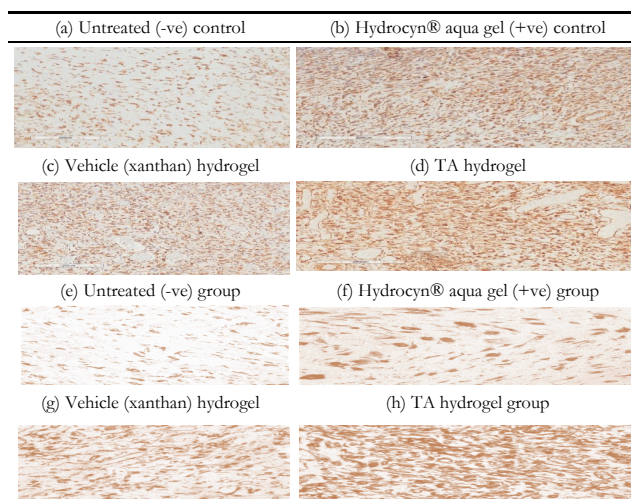 (a) Untreated (-ve) control (b) Hydrocyn® aqua gel (+ve) control
(c) Vehicle (xanthan) hydrogel (d) TA hydrogel
(e) Untreated (-ve) group (f) Hydrocyn® aqua gel (+ve) group
(g) Vehicle (xanthan) hydrogel (h) TA hydrogel group